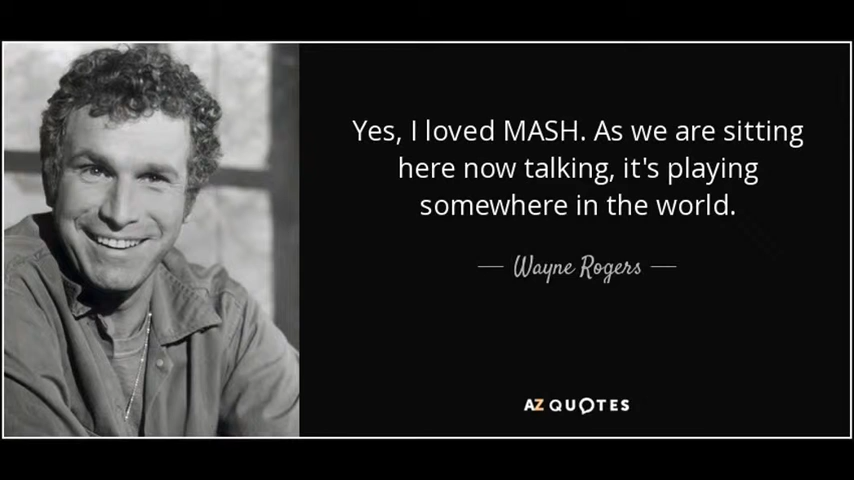 Yes, I loved MASH. As we are sitting
here now talking, it's playing
somewhere in the world.
— Wayne Rogers —
AZ QUOTES